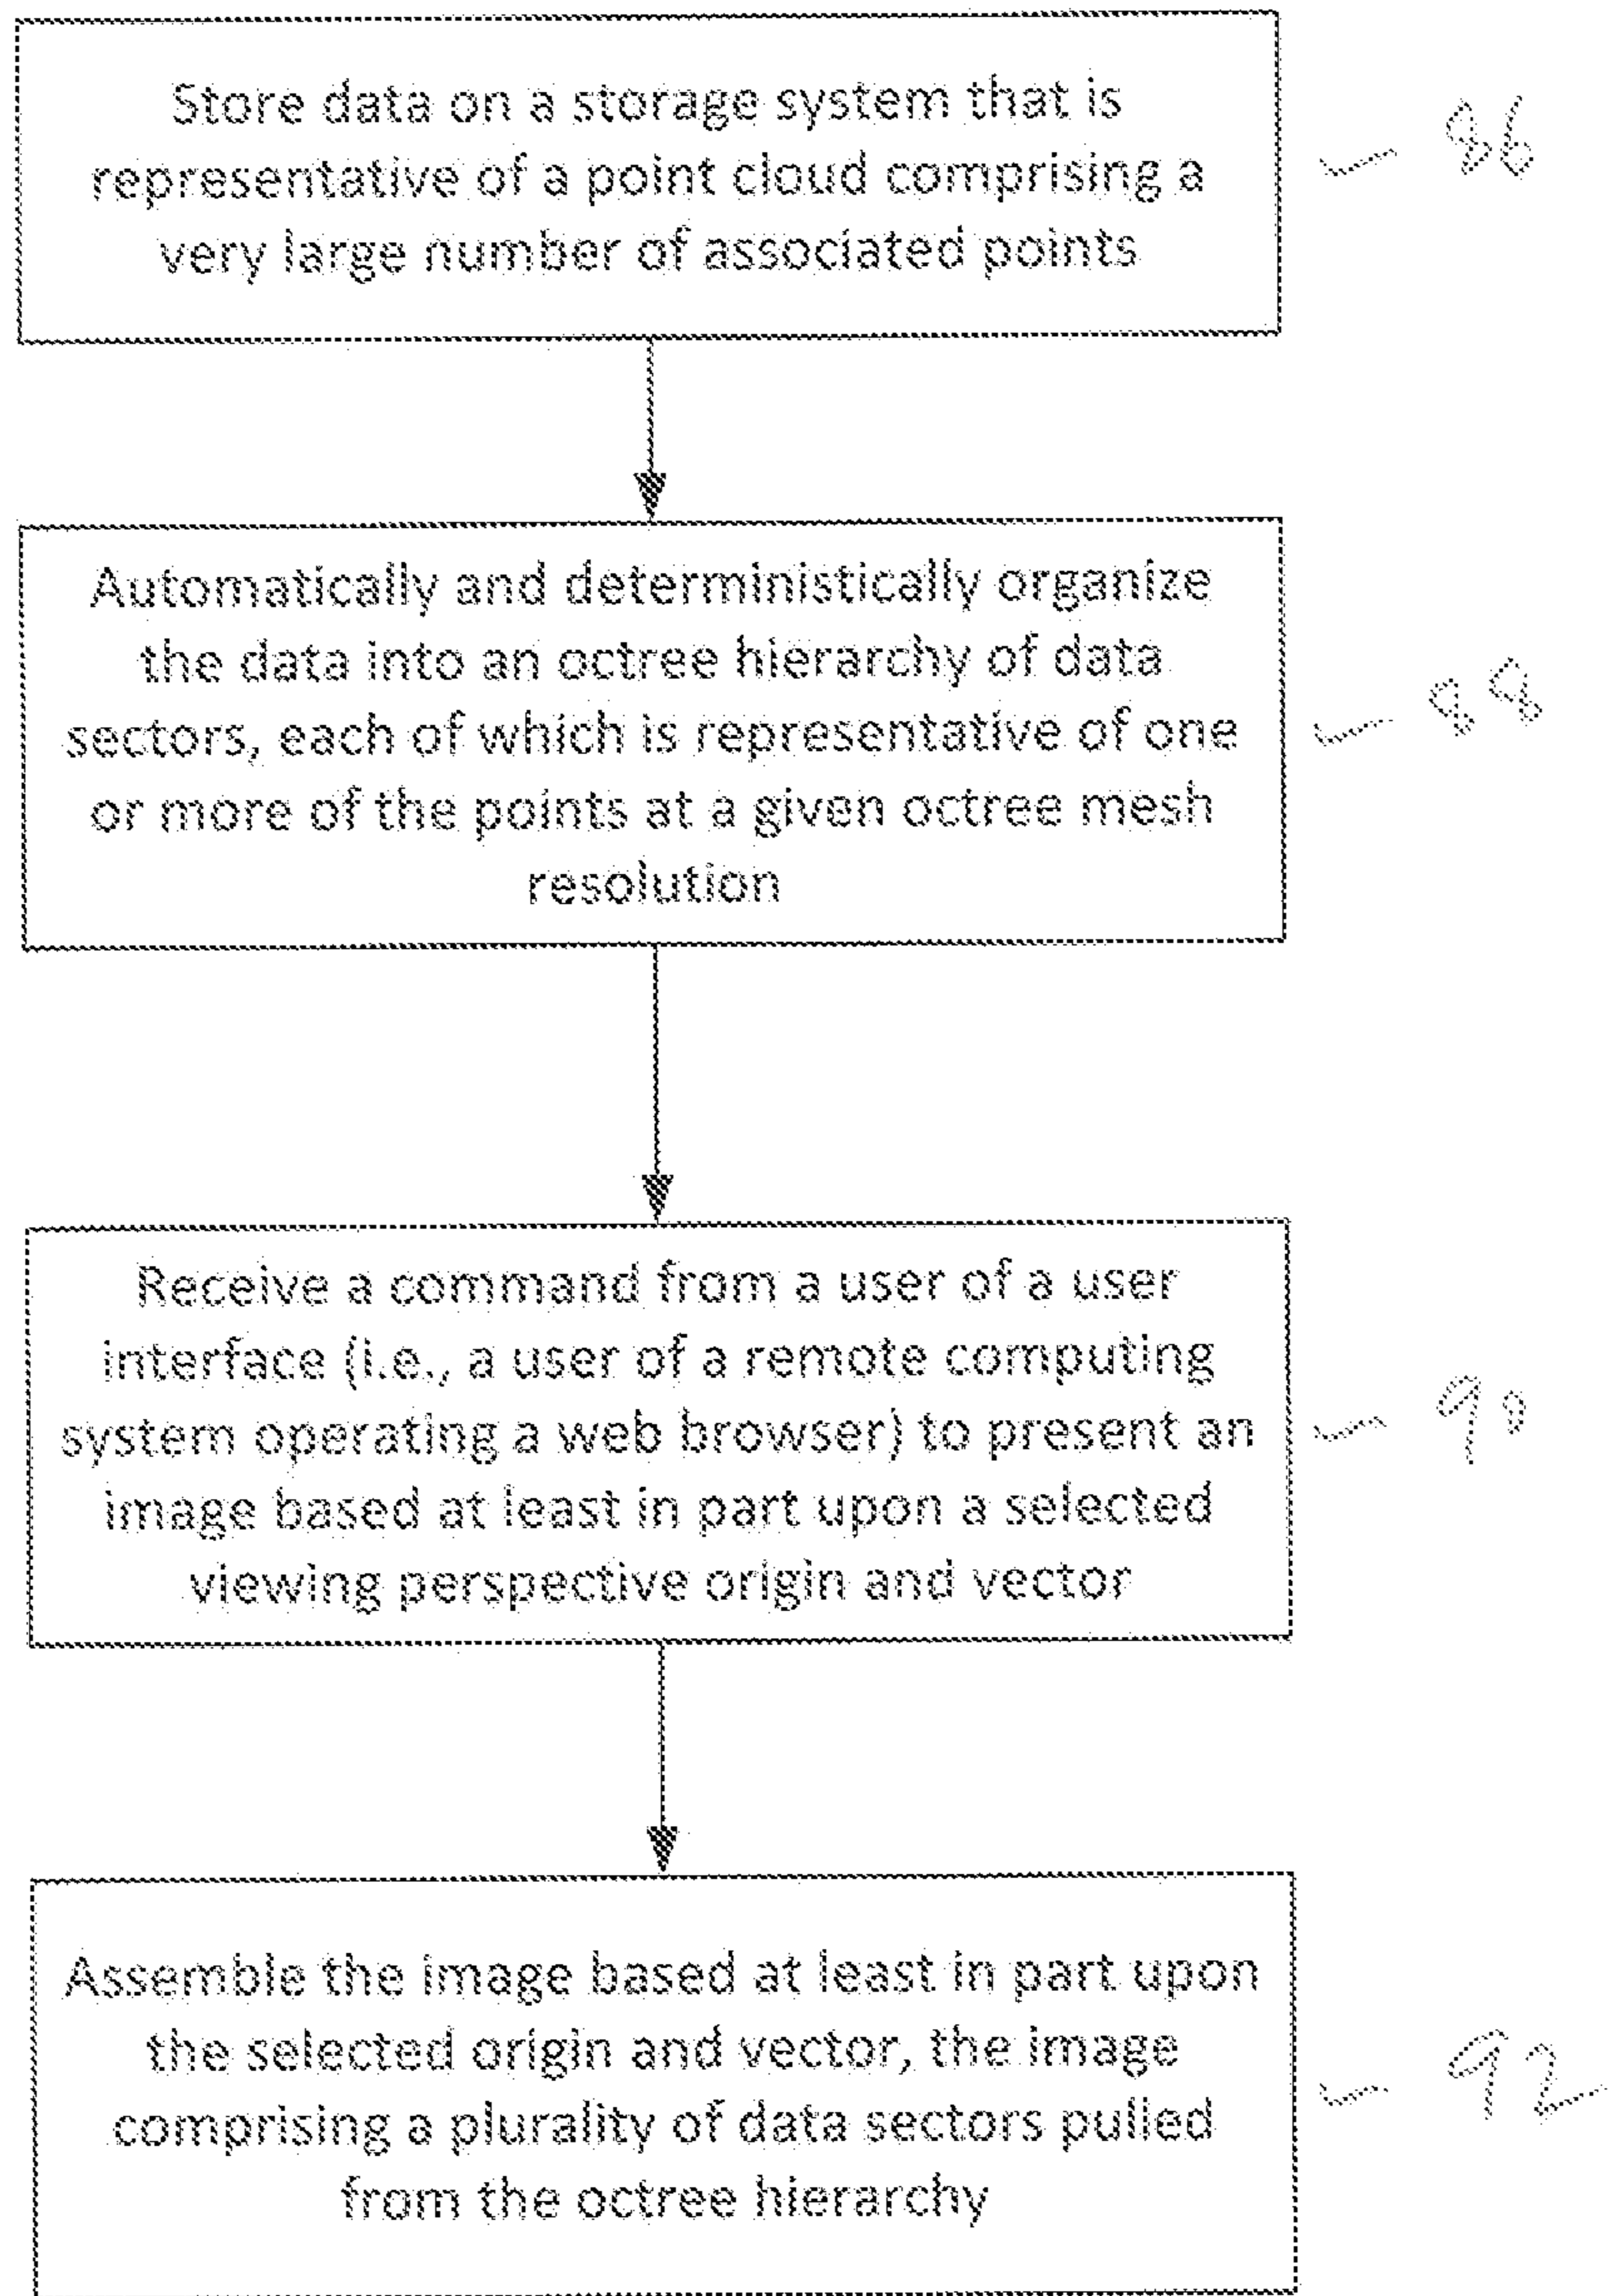 Store data on a storage system that is
representative of a point cloud comprising a
very large number of associated points
86
Automatically and deterministically organize
the data into an octree hierarchy of data
sectors, each of which is representative of one
or more of the points at a given octree mesh
resolution
88
Receive a command from a user of a user
interface (i.e., a user of a remote computing
system operating a web browser) to present an
image based at least in part upon a selected
viewing perspective origin and vector
90
Assemble the image based at least in part upon
the selected origin and vector, the image
comprising a plurality of data sectors pulled
from the octree hierarchy
92